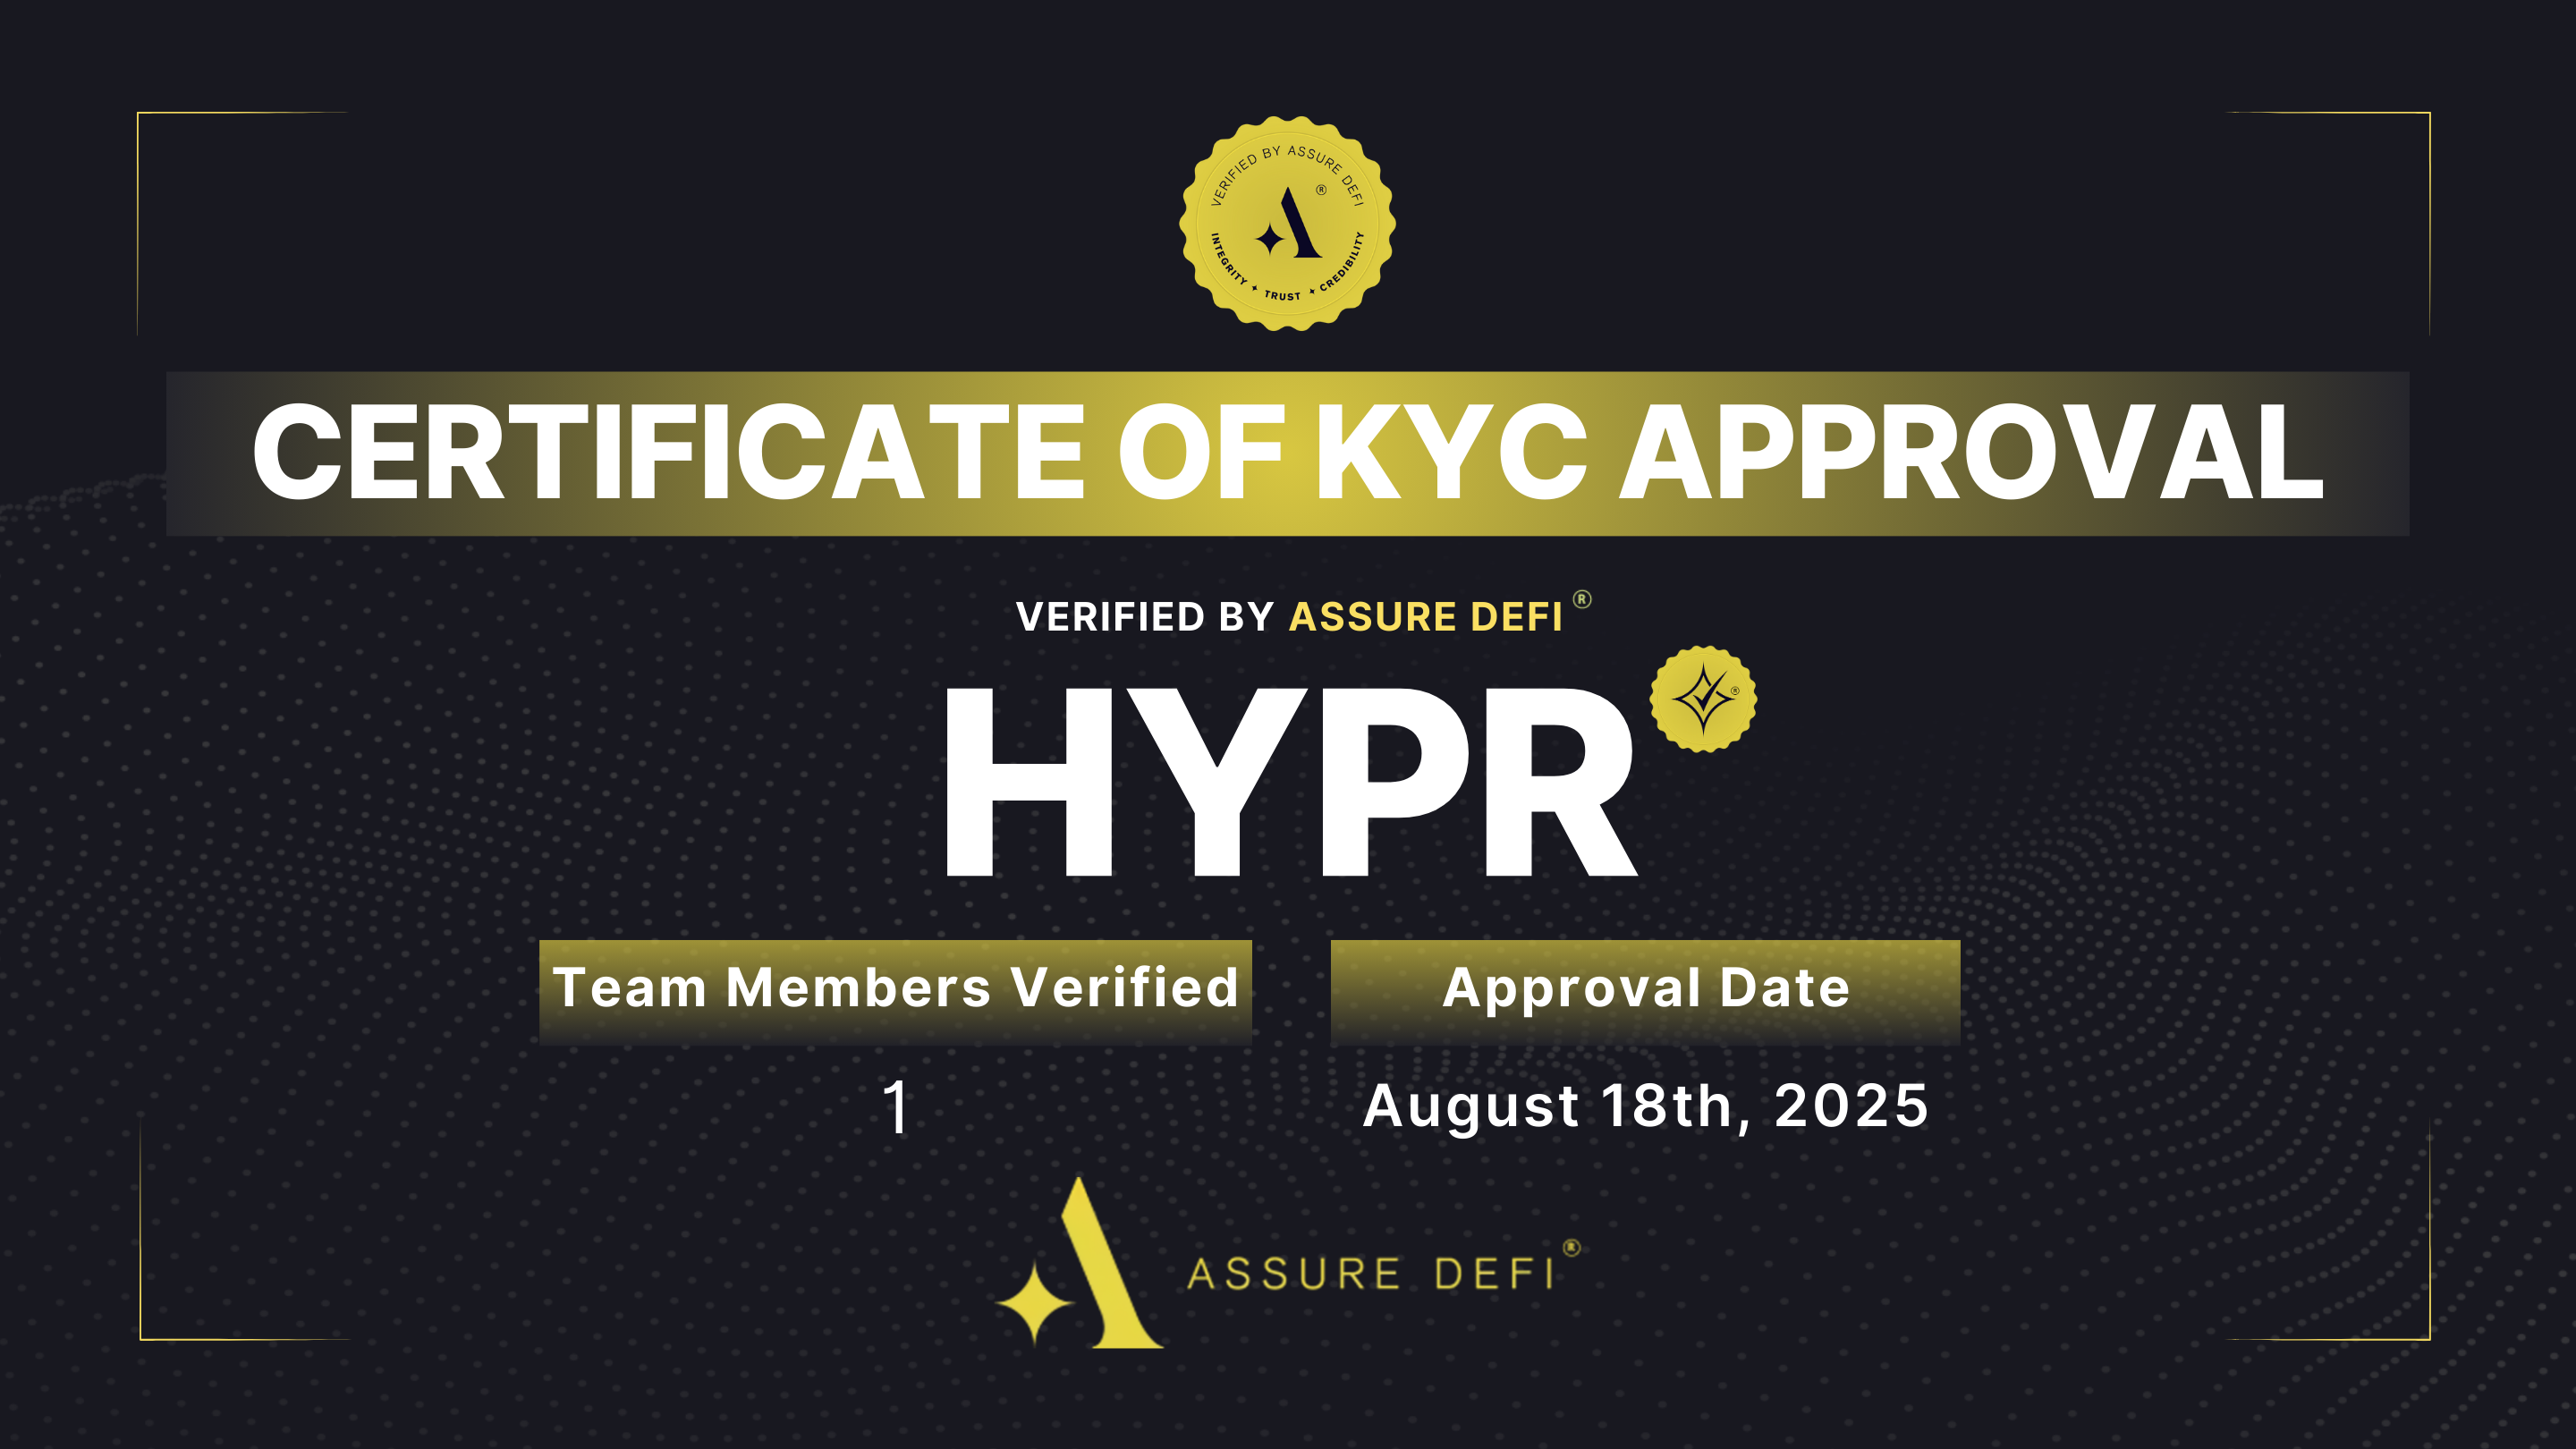 VERIFIED BY ASSURE DEFI
®
INTEGRITY ✦ TRUST ✦ CREDIBILITY
CERTIFICATE OF KYC APPROVAL
VERIFIED BY ASSURE DEFI ®
HYPR
®
Team Members Verified
1
Approval Date
August 18th, 2025
ASSURE DEFI ®